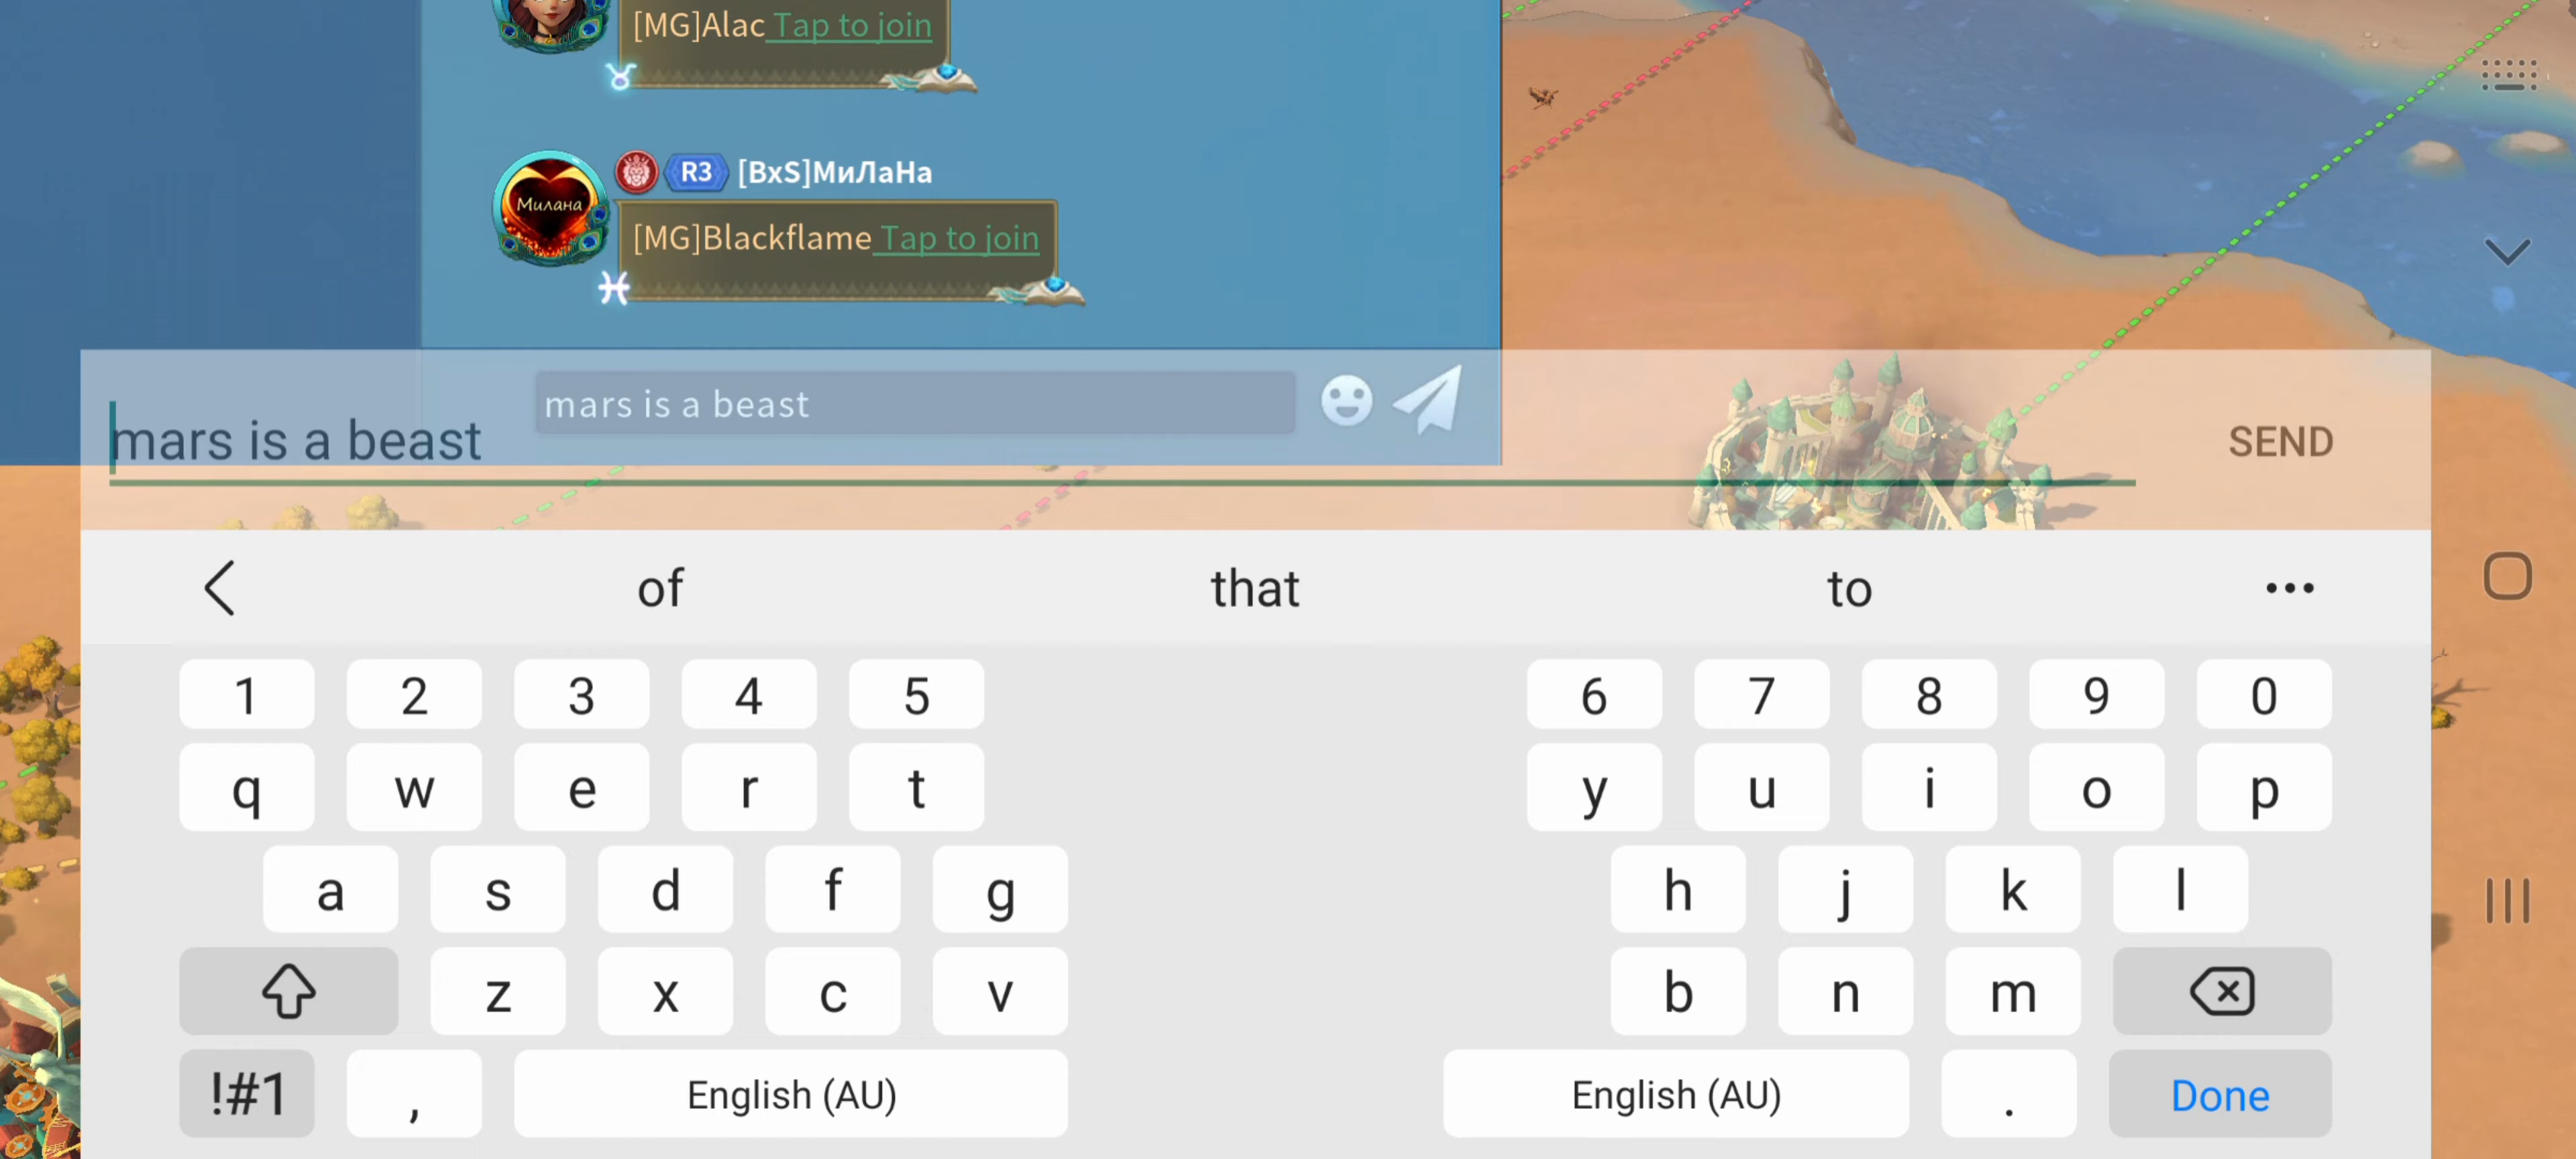 [MG]Alac Tap to join
R3 [BxS]МиЛаНа
Милана
[MG]Blackflame Tap to join
mars is a beast
mars is a beast
SEND
of that to
1 2 3 4 5 6 7 8 9 0
q w e r t y u i o p
a s d f g h j k l
z x c v b n m
!#1 , English (AU) English (AU) . Done